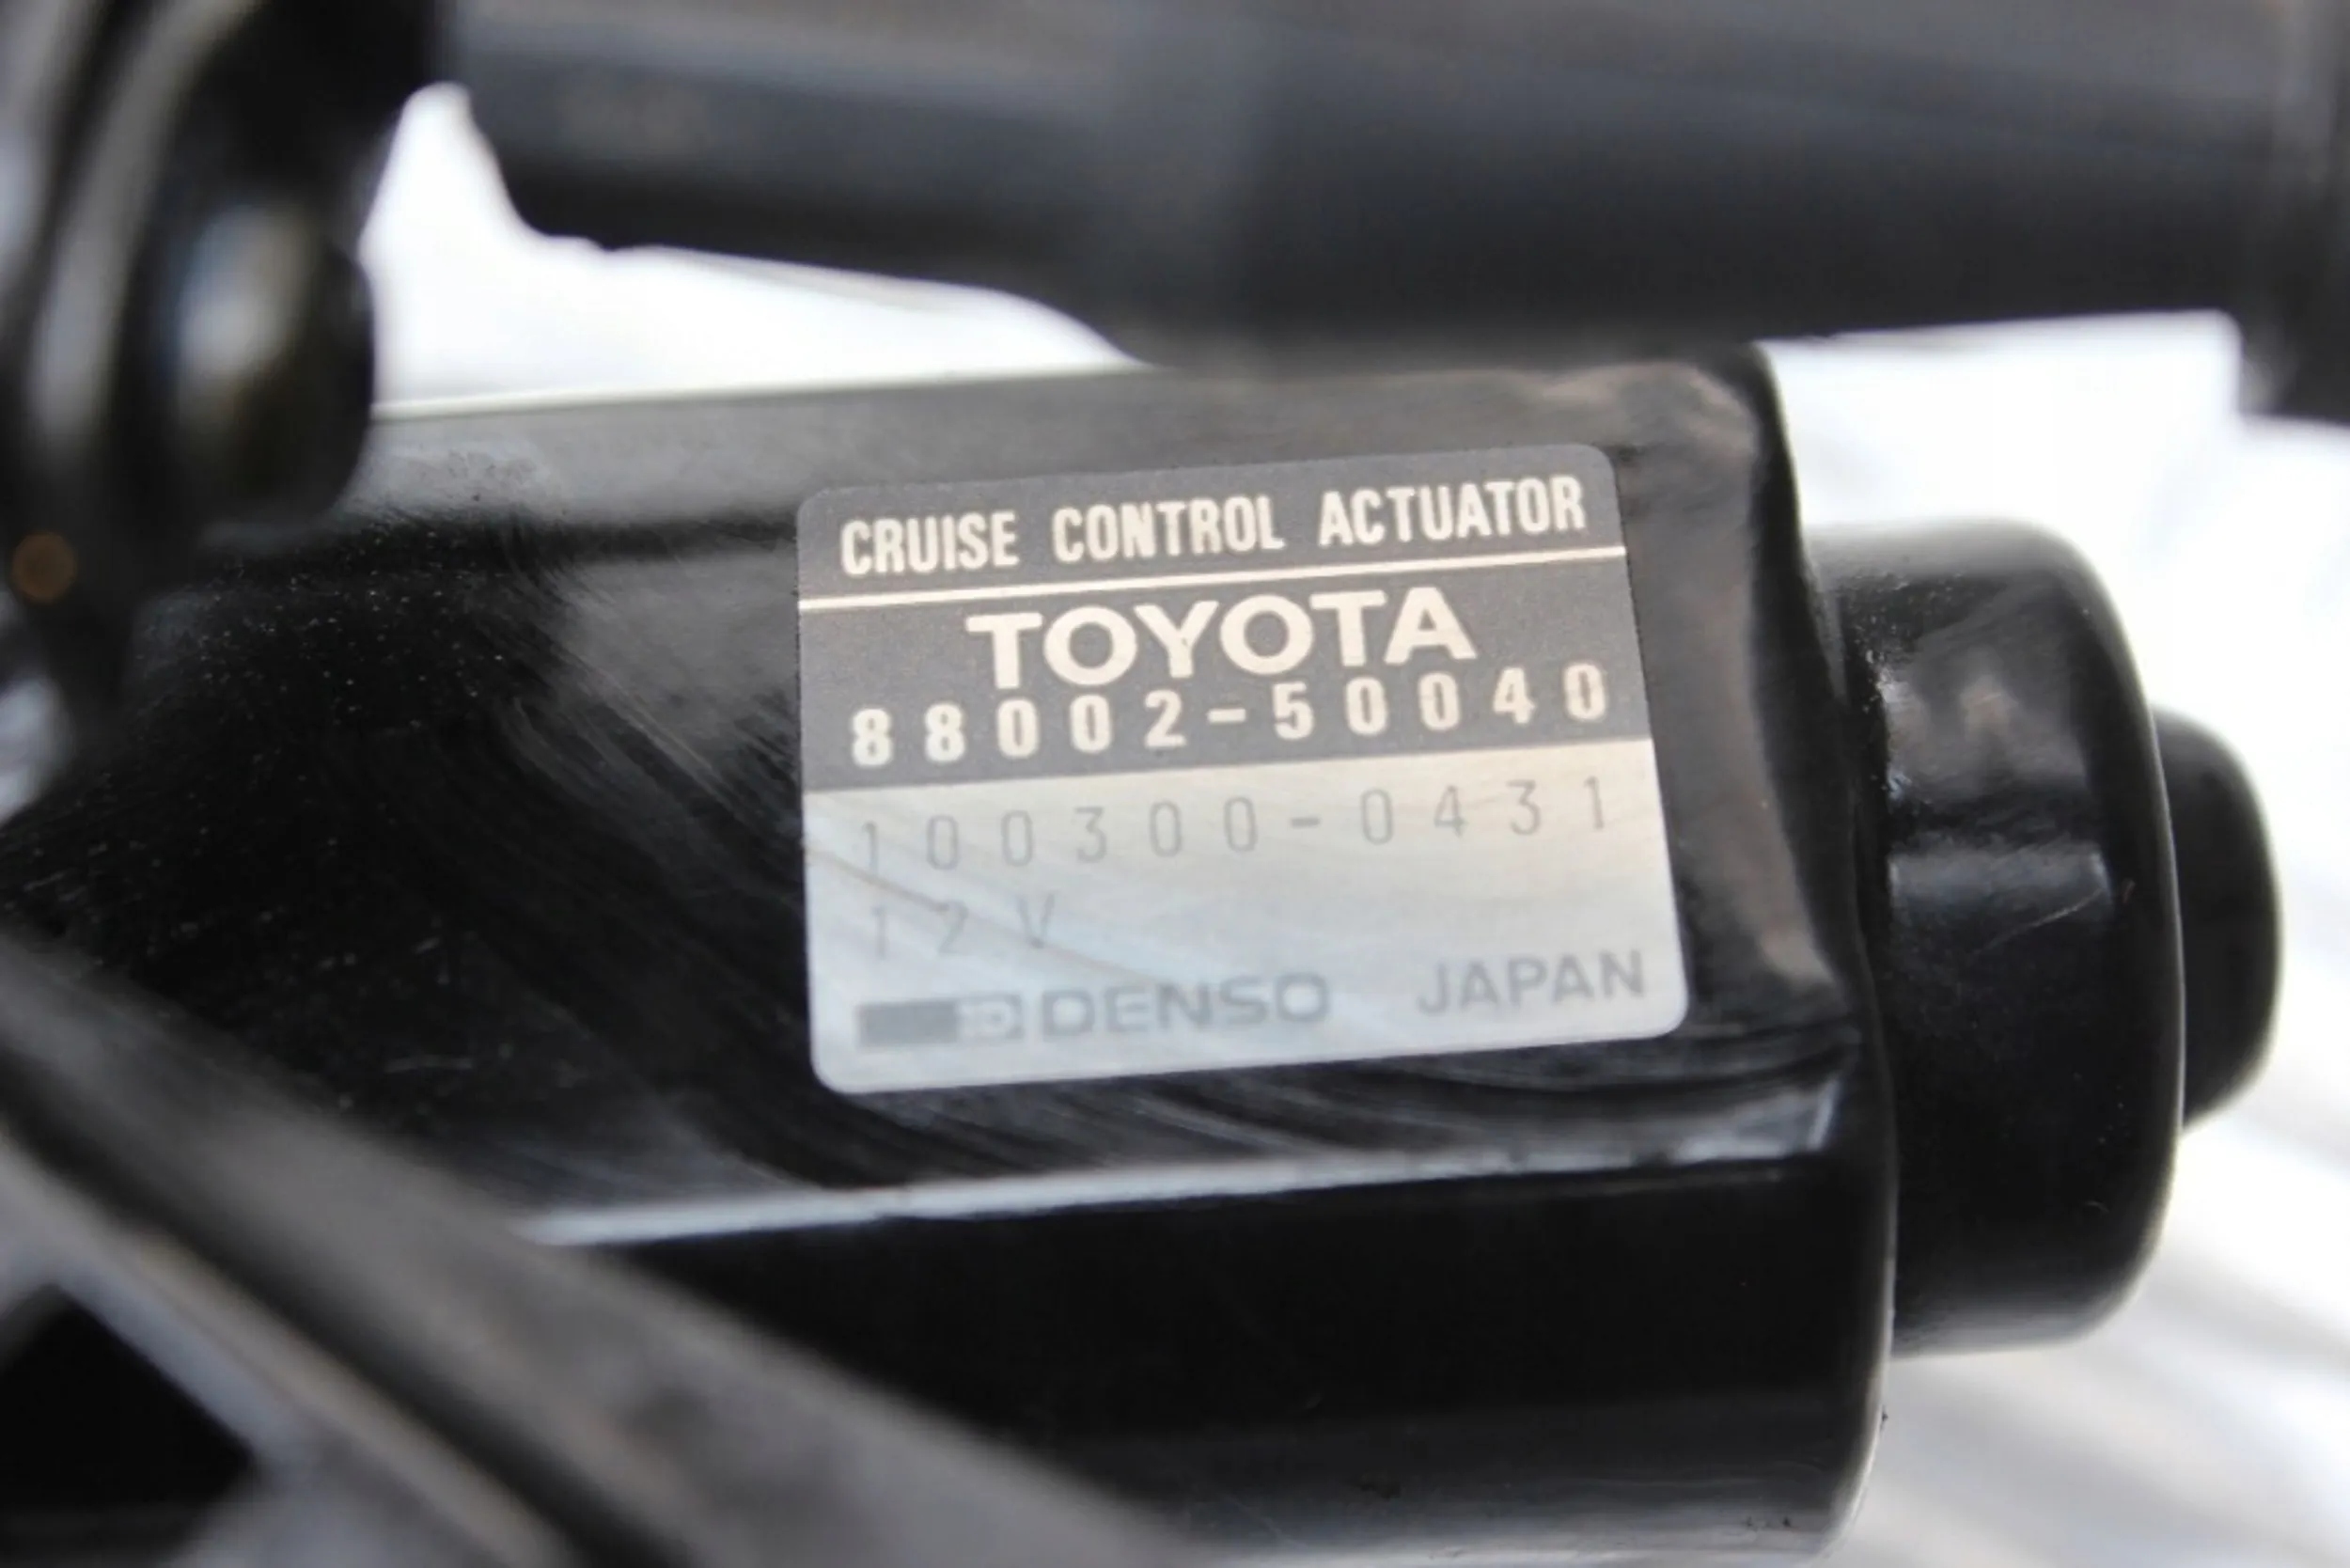 CRUISE CONTROL ACTUATOR
TOYOTA
88002-50040
100300-0431
12V
DENSO JAPAN